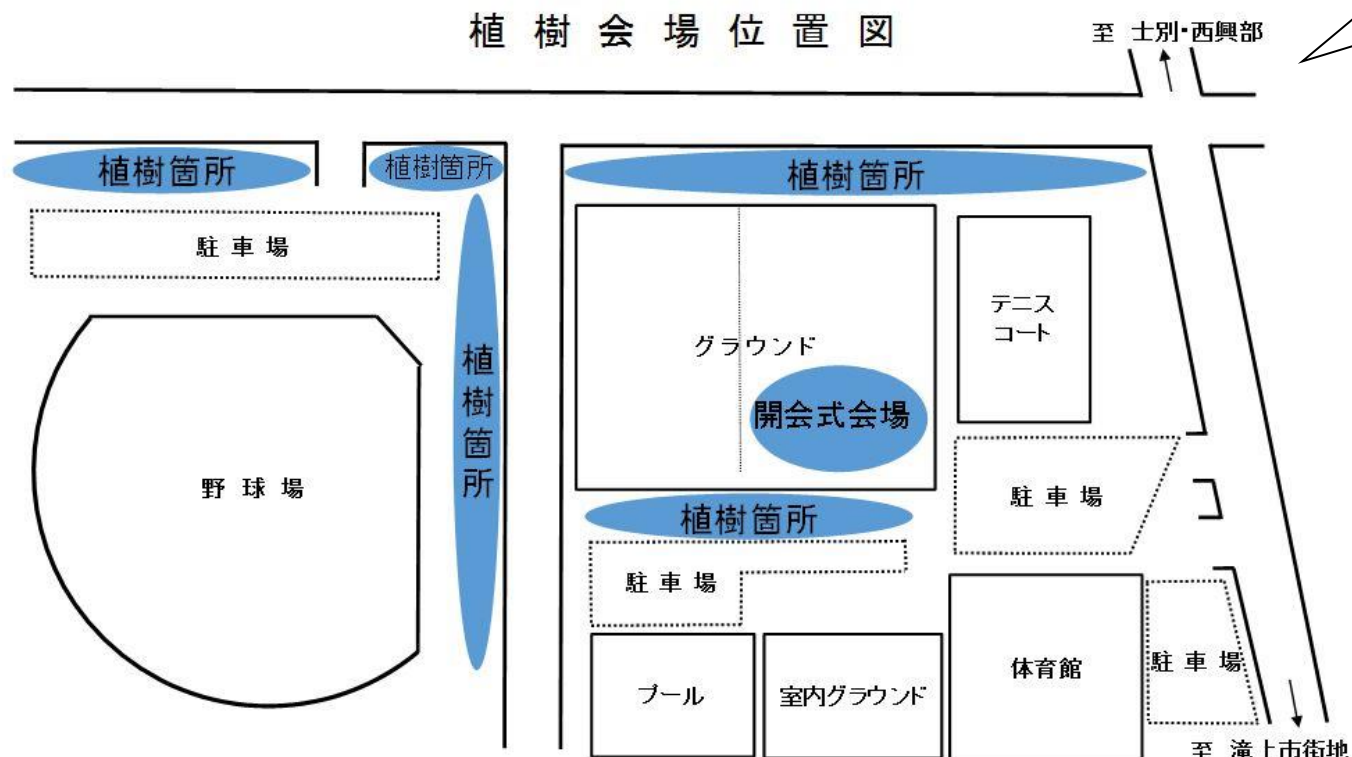 植樹会場位置図
至 士別・西興部
植樹箇所
植樹箇所
植樹箇所
駐車場
植樹箇所
グラウンド
テニス
コート
開会式会場
野球場
駐車場
植樹箇所
駐車場
プール
室内グラウンド
体育館
駐車場
至 滝上市街地